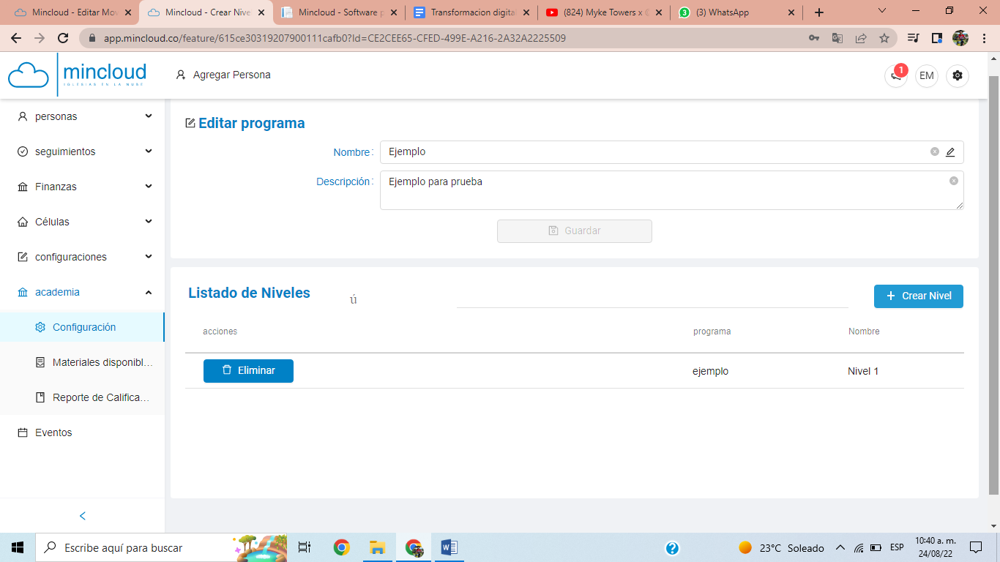 Mincloud - Editar Mov
Mincloud - Crear Nive
Mincloud - Software p
Transformacion digital
(824) Myke Towers x
(3) WhatsApp
app.mincloud.co/feature/615ce30319207900111cafb0?Id=CE2CEE65-CFED-499E-A216-2A32A2225509
mincloud
IGLESIAS EN LA NUBE
Agregar Persona
1
EM
personas
seguimientos
Finanzas
Células
configuraciones
academia
Configuración
Materiales disponibl...
Reporte de Califica...
Eventos
Editar programa
Nombre:
Ejemplo
Descripción:
Ejemplo para prueba
Guardar
Listado de Niveles
ú
Crear Nivel
acciones
programa
Nombre
Eliminar
ejemplo
Nivel 1
Escribe aquí para buscar
23°C Soleado
ESP
10:40 a. m.
24/08/22